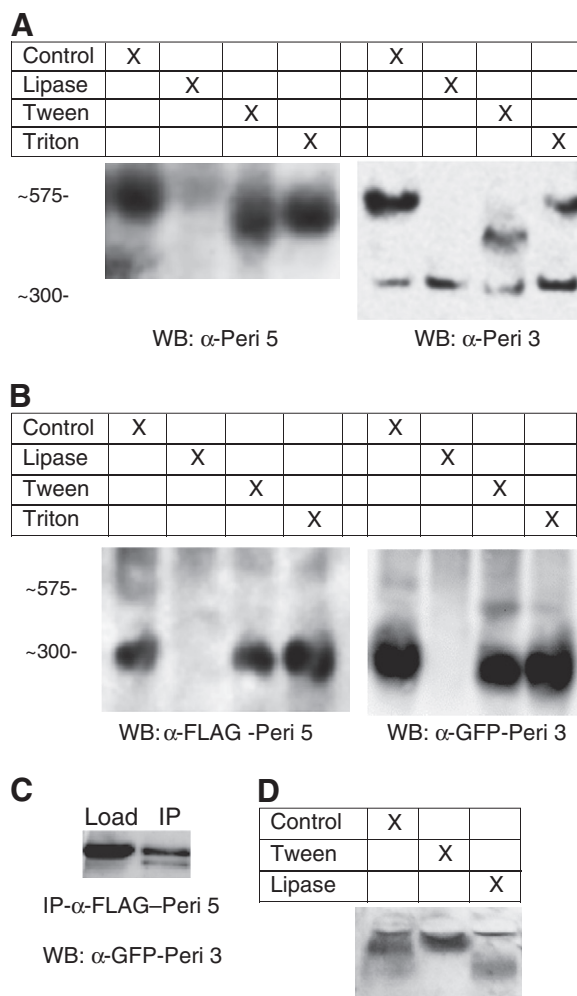 A
Control X X
Lipase X X
Tween X X
Triton X X
~575-
~300-
WB: α-Peri 5 WB: α-Peri 3
B
Control X X
Lipase X X
Tween X X
Triton X X
~575-
~300-
WB: α-FLAG -Peri 5 WB: α-GFP-Peri 3
C
Load IP
IP-α-FLAG–Peri 5
WB: α-GFP-Peri 3
D
Control X
Tween X
Lipase X